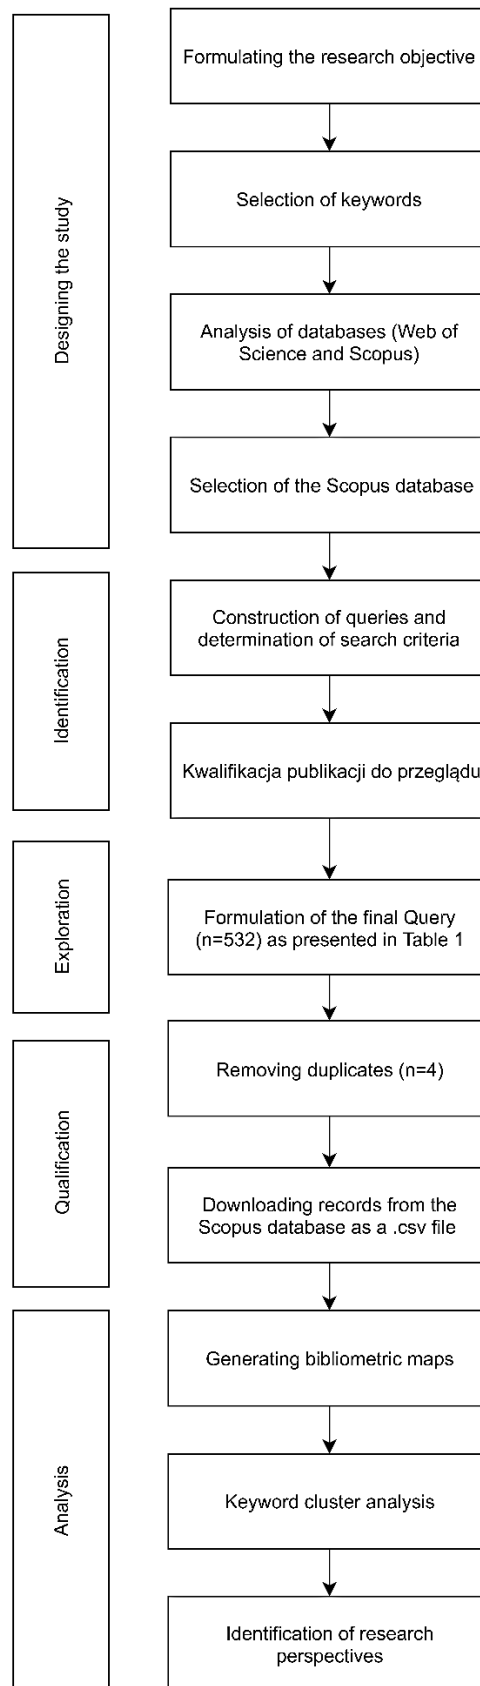 Designing the study
Formulating the research objective
Selection of keywords
Analysis of databases (Web of
Science and Scopus)
Selection of the Scopus database
Identification
Construction of queries and
determination of search criteria
Kwalifikacja publikacji do przeglądu
Exploration
Formulation of the final Query
(n=532) as presented in Table 1
Qualification
Removing duplicates (n=4)
Downloading records from the
Scopus database as a .csv file
Analysis
Generating bibliometric maps
Keyword cluster analysis
Identification of research
perspectives